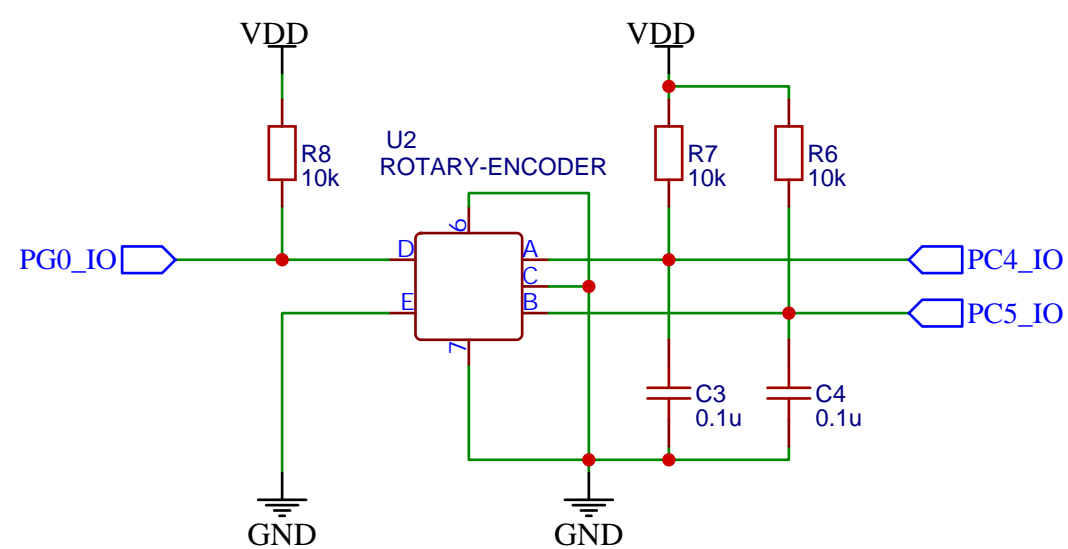 VDD
VDD
U2
ROTARY-ENCODER
R8
10k
R7
10k
R6
10k
6
PG0_IO
D
A
PC4_IO
C
E
B
PC5_IO
7
C3
0.1u
C4
0.1u
GND
GND